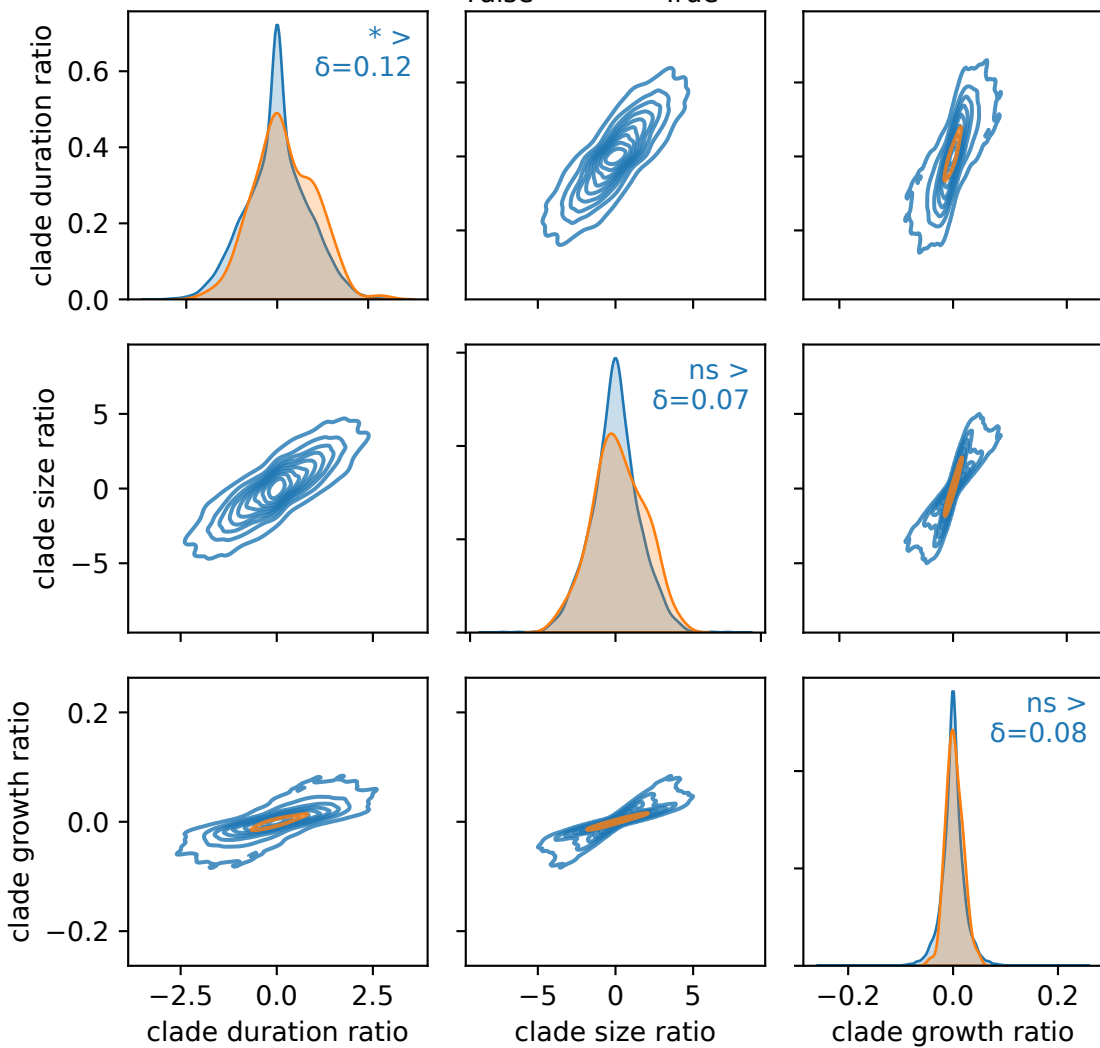 clade duration ratio
0.6
0.4
0.2
0.0
* >
δ=0.12
clade size ratio
5
0
−5
ns >
δ=0.07
clade growth ratio
0.2
0.0
−0.2
ns >
δ=0.08
−2.5 0.0 2.5
−5 0 5
−0.2 0.0 0.2
clade duration ratio
clade size ratio
clade growth ratio